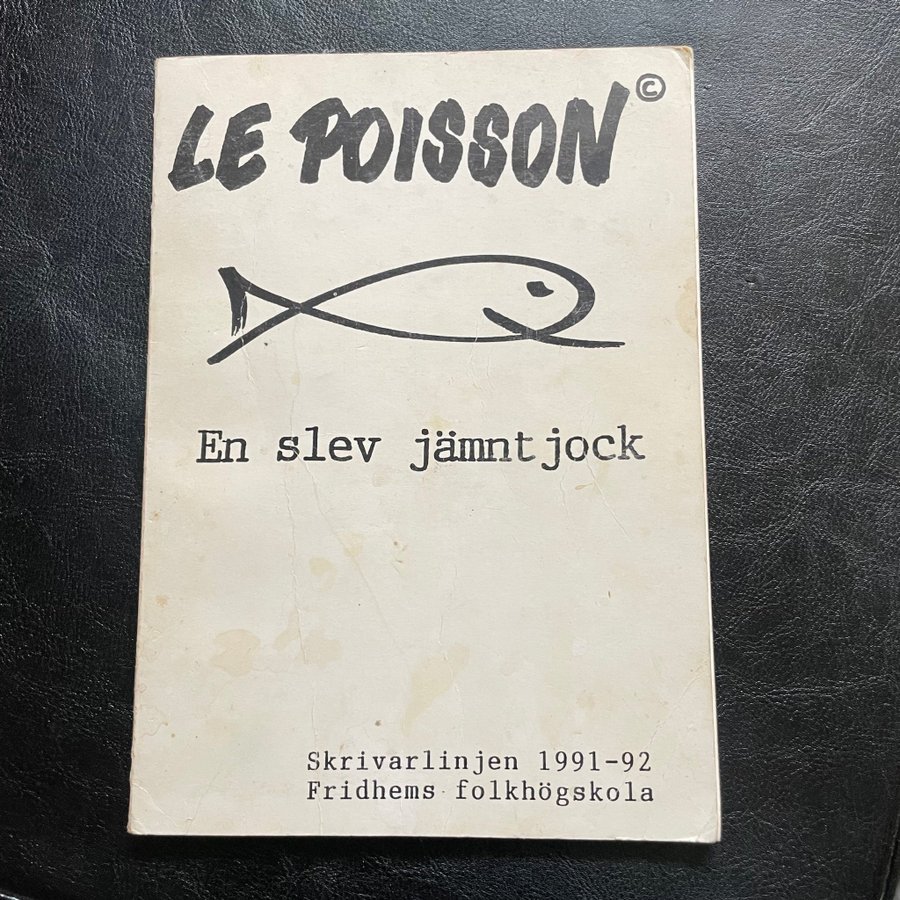 LE POISSON©
En slev jämntjock
Skrivarlinjen 1991-92
Fridhems folkhögskola